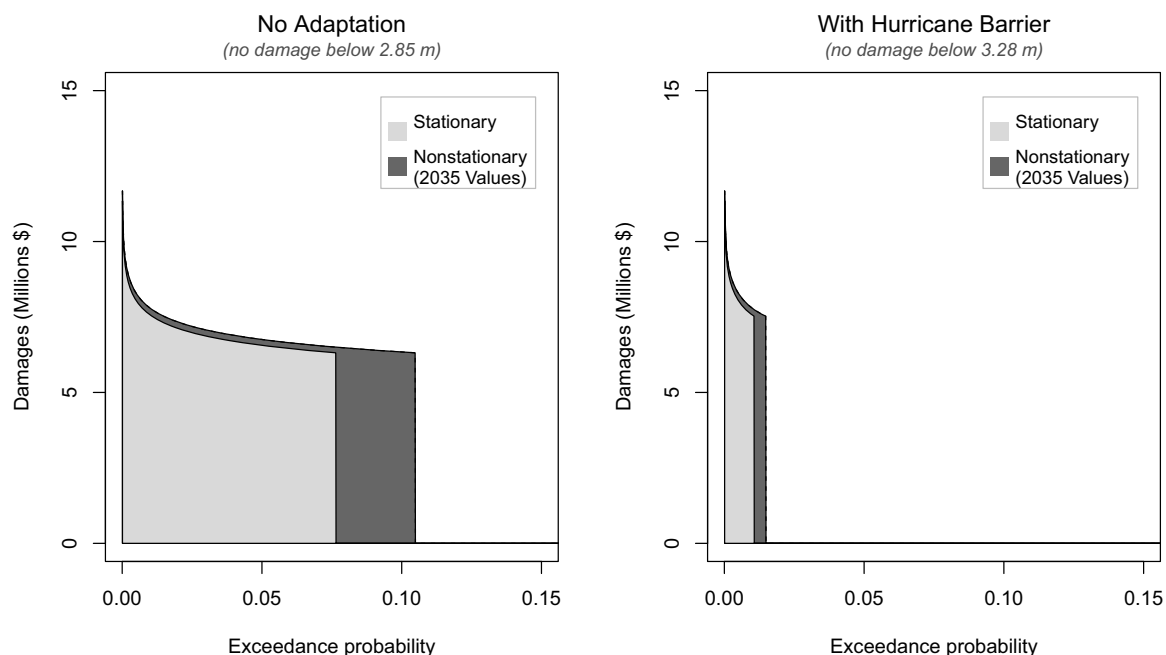 No Adaptation
(no damage below 2.85 m)
Damages (Millions $)
15
10
5
0
Stationary
Nonstationary
(2035 Values)
0.00 0.05 0.10 0.15
Exceedance probability
With Hurricane Barrier
(no damage below 3.28 m)
Damages (Millions $)
15
10
5
0
Stationary
Nonstationary
(2035 Values)
0.00 0.05 0.10 0.15
Exceedance probability